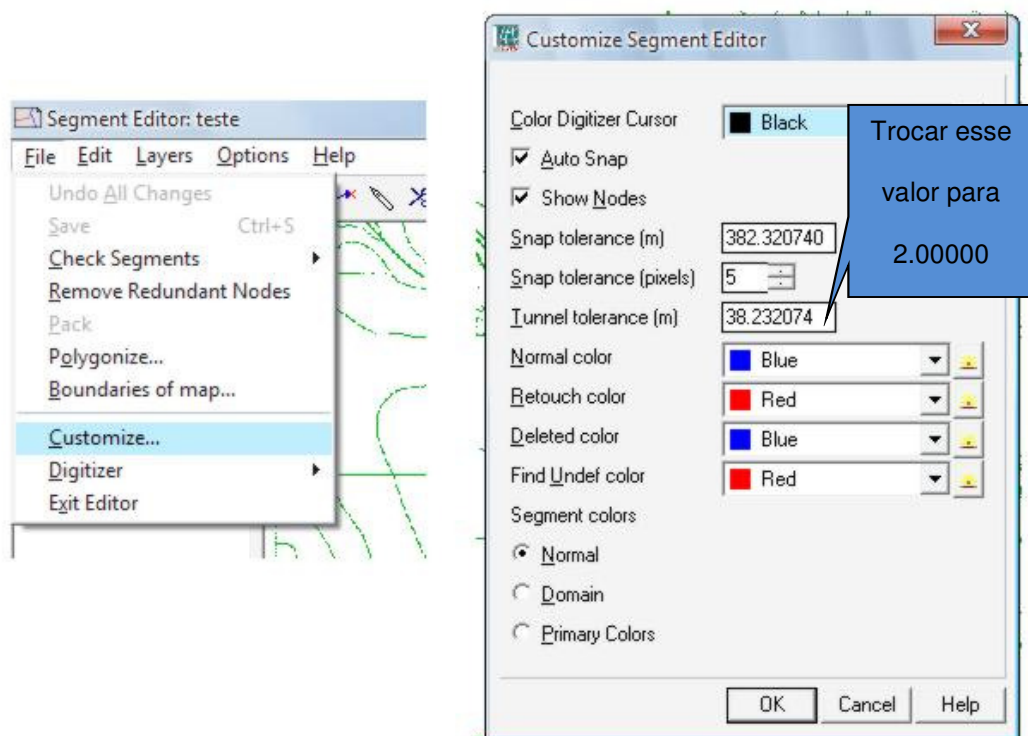 Segment Editor: teste
File Edit Layers Options Help
Undo All Changes
Save Ctrl+S
Check Segments
Remove Redundant Nodes
Pack
Polygonize...
Boundaries of map...
Customize...
Digitizer
Exit Editor
Customize Segment Editor
Color Digitizer Cursor Black
Auto Snap
Show Nodes
Snap tolerance (m) 382.320740
Snap tolerance (pixels) 5
Tunnel tolerance (m) 38.232074
Normal color Blue
Retouch color Red
Deleted color Blue
Find Undef color Red
Segment colors
Normal
Domain
Primary Colors
OK Cancel Help
Trocar esse
valor para
2.00000